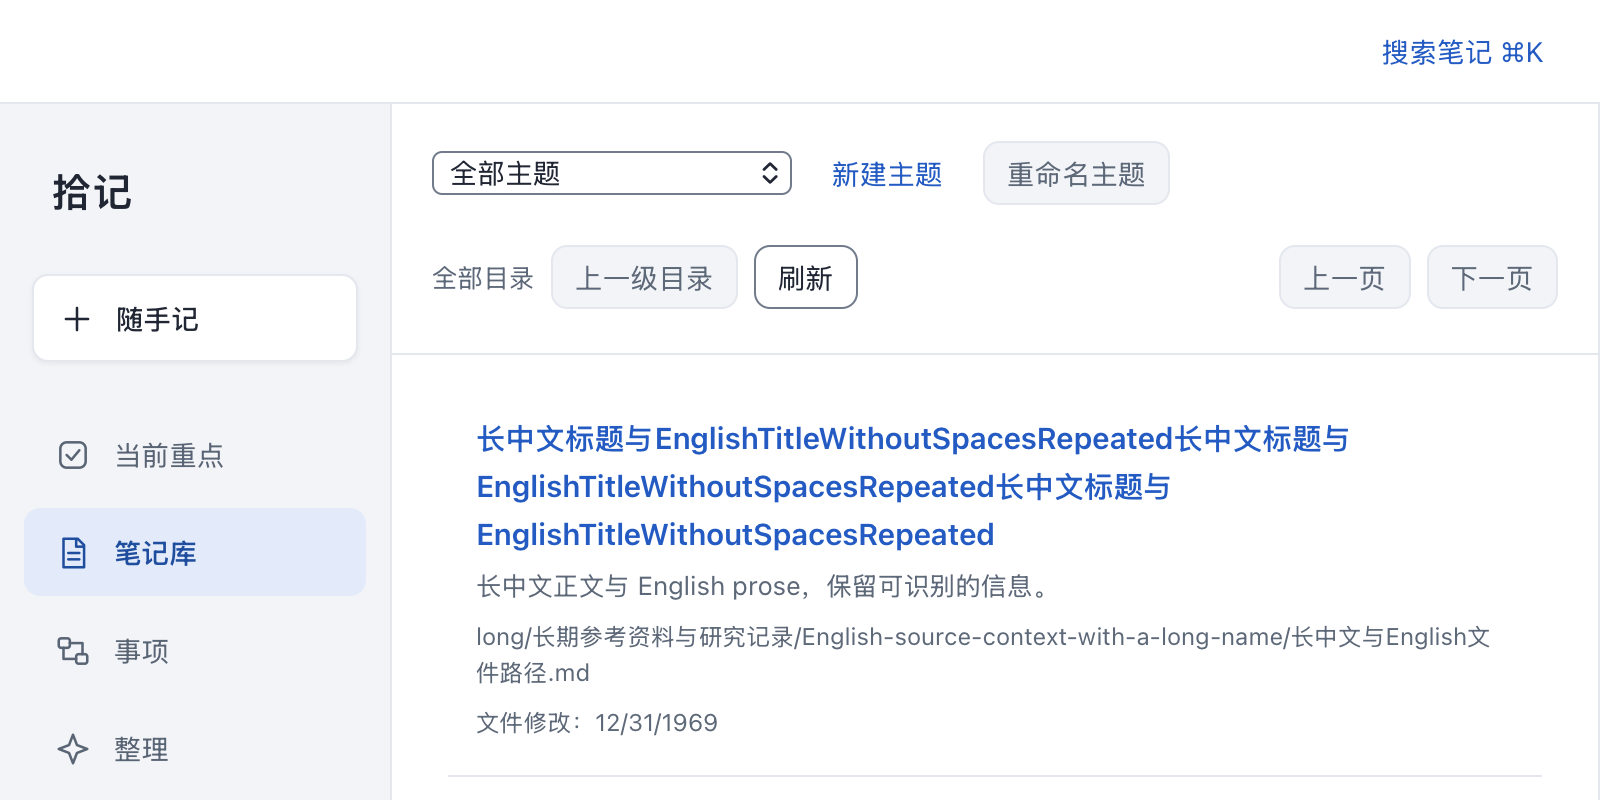 搜索笔记 ⌘K
拾记
随手记
当前重点
笔记库
事项
整理
全部主题
新建主题
重命名主题
全部目录
上一级目录
刷新
上一页
下一页
长中文标题与EnglishTitleWithoutSpacesRepeated长中文标题与
EnglishTitleWithoutSpacesRepeated长中文标题与
EnglishTitleWithoutSpacesRepeated
长中文正文与 English prose，保留可识别的信息。
long/长期参考资料与研究记录/English-source-context-with-a-long-name/长中文与English文
件路径.md
文件修改：12/31/1969